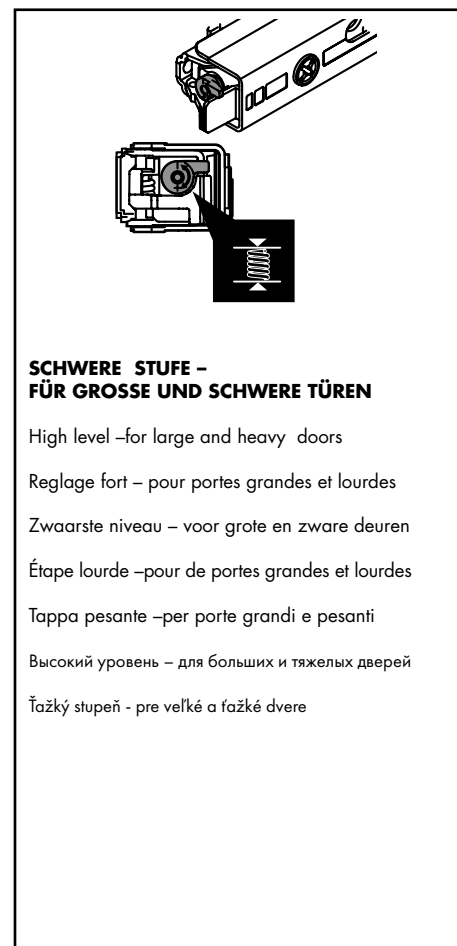 SCHWERE STUFE –
FÜR GROSSE UND SCHWERE TÜREN
High level –for large and heavy doors
Reglage fort – pour portes grandes et lourdes
Zwaarste niveau – voor grote en zware deuren
Étape lourde –pour de portes grandes et lourdes
Tappa pesante –per porte grandi e pesanti
Высокий уровень – для больших и тяжелых дверей
Ťažký stupeň - pre veľké a ťažké dvere